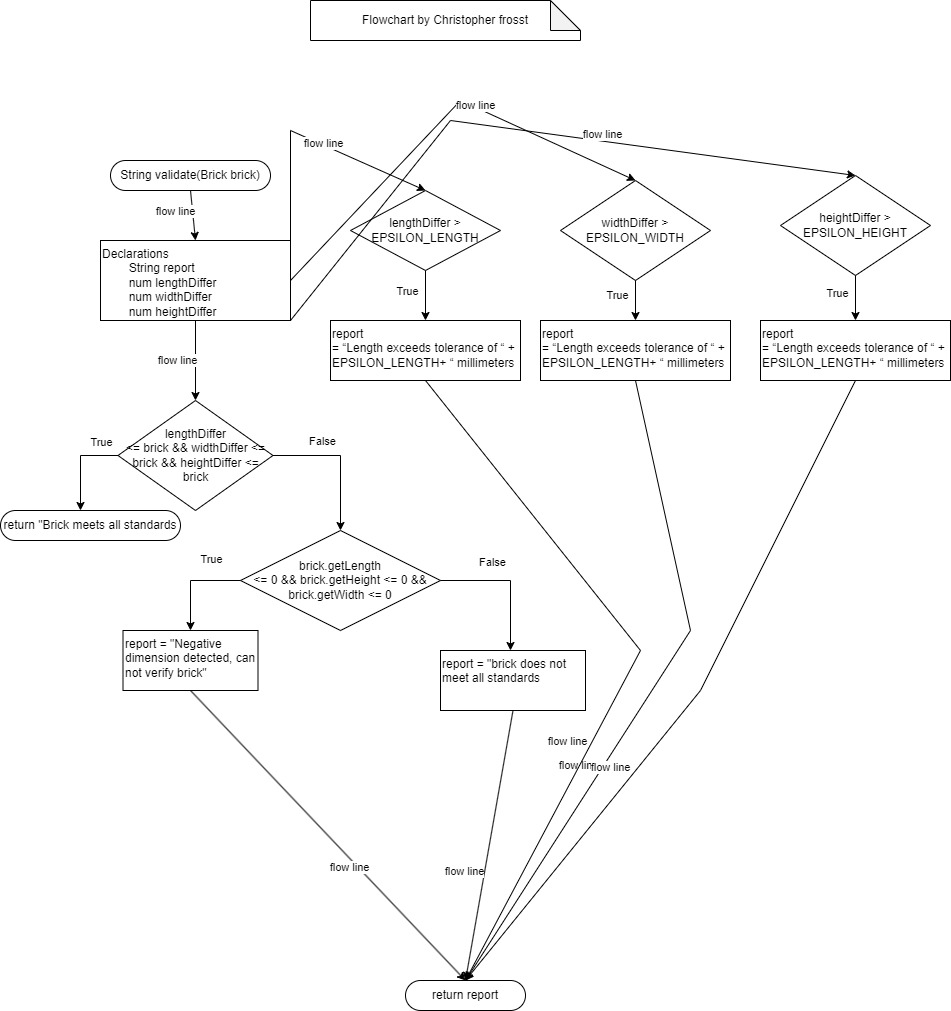 Flowchart by Christopher frosst
flow line
flow line
flow line
String validate(Brick brick)
flow line
lengthDiffer >
EPSILON_LENGTH
widthDiffer >
EPSILON_WIDTH
heightDiffer >
EPSILON_HEIGHT
Declarations
String report
num lengthDiffer
num widthDiffer
num heightDiffer
True
True
True
report
= “Length exceeds tolerance of “ +
EPSILON_LENGTH+ “ millimeters
report
= “Length exceeds tolerance of “ +
EPSILON_LENGTH+ “ millimeters
report
= “Length exceeds tolerance of “ +
EPSILON_LENGTH+ “ millimeters
flow line
lengthDiffer
<= brick && widthDiffer <=
brick && heightDiffer <=
brick
True
False
return "Brick meets all standards
True
False
brick.getLength
<= 0 && brick.getHeight <= 0 &&
brick.getWidth <= 0
report = "Negative
dimension detected, can
not verify brick"
report = "brick does not
meet all standards
flow line
flow line
flow line
flow line
flow line
return report